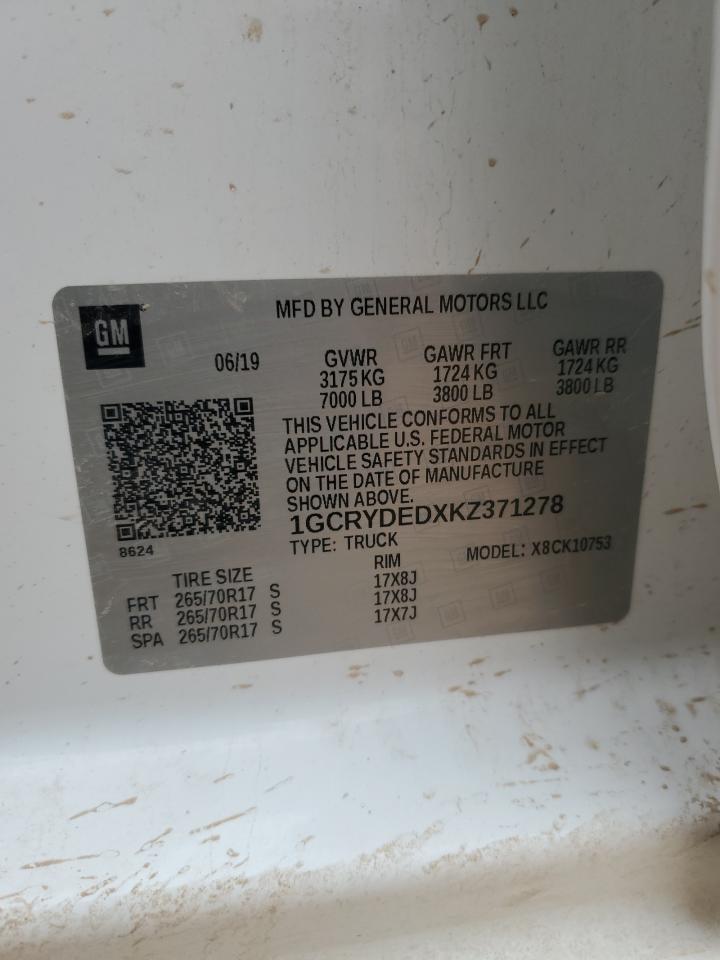 GM
MFD BY GENERAL MOTORS LLC
06/19 GVWR GAWR FRT GAWR RR
3175 KG 1724 KG 1724 KG
7000 LB 3800 LB 3800 LB
THIS VEHICLE CONFORMS TO ALL
APPLICABLE U.S. FEDERAL MOTOR
VEHICLE SAFETY STANDARDS IN EFFECT
ON THE DATE OF MANUFACTURE
SHOWN ABOVE.
1GCRYDEDXKZ371278
8624
TYPE: TRUCK MODEL: X8CK10753
TIRE SIZE RIM
FRT 265/70R17 S 17X8J
RR 265/70R17 S 17X8J
SPA 265/70R17 S 17X7J